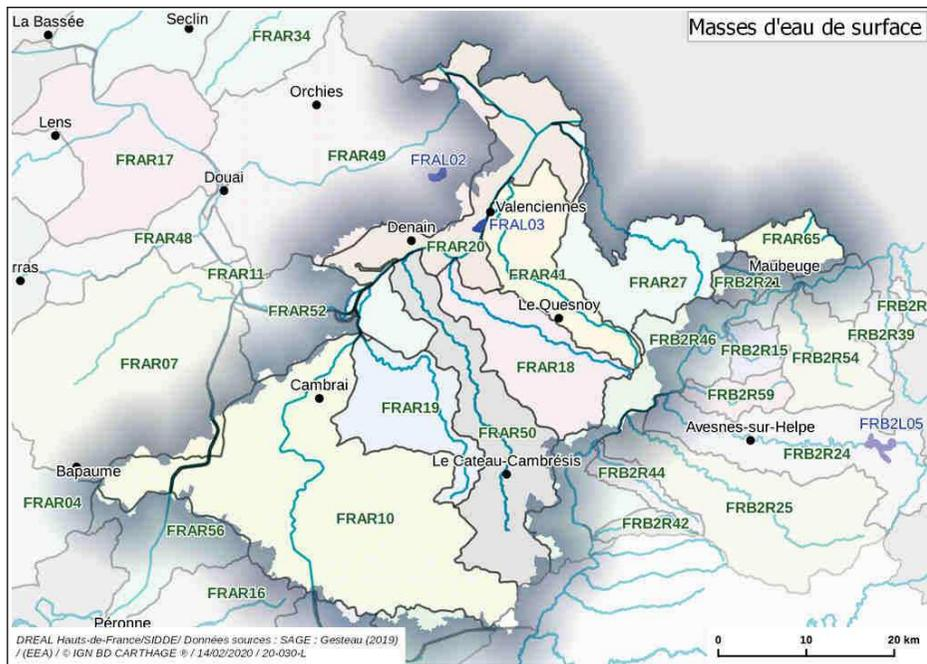 La Bassée
Seclin
Masses d'eau de surface
FRAR34
Orchies
Lens
FRAR17
FRAR49
FRAL02
Douai
Valenciennes
FRAL03
Denain
FRAR48
FRAR20
FRAR65
Maubeuge
rras
FRAR11
FRAR41
FRAR27
FRB2R21
FRAR52
Le Quesnoy
FRB2R
FRB2R39
FRB2R46
FRB2R15
FRB2R54
FRAR07
FRAR18
Cambrai
FRAR19
FRB2R59
FRAR50
Avesnes-sur-Helpe
FRB2L05
FRB2R24
Le Cateau-Cambrésis
Bapaume
FRB2R44
FRAR04
FRB2R25
FRAR10
FRB2R42
FRAR56
FRAR16
Péronne
DREAL Hauts-de-France/SIDDE/ Données sources : SAGE : Gesteau (2019)
/ (EEA) / © IGN BD CARTHAGE ® / 14/02/2020 / 20-030-L
0 10 20 km